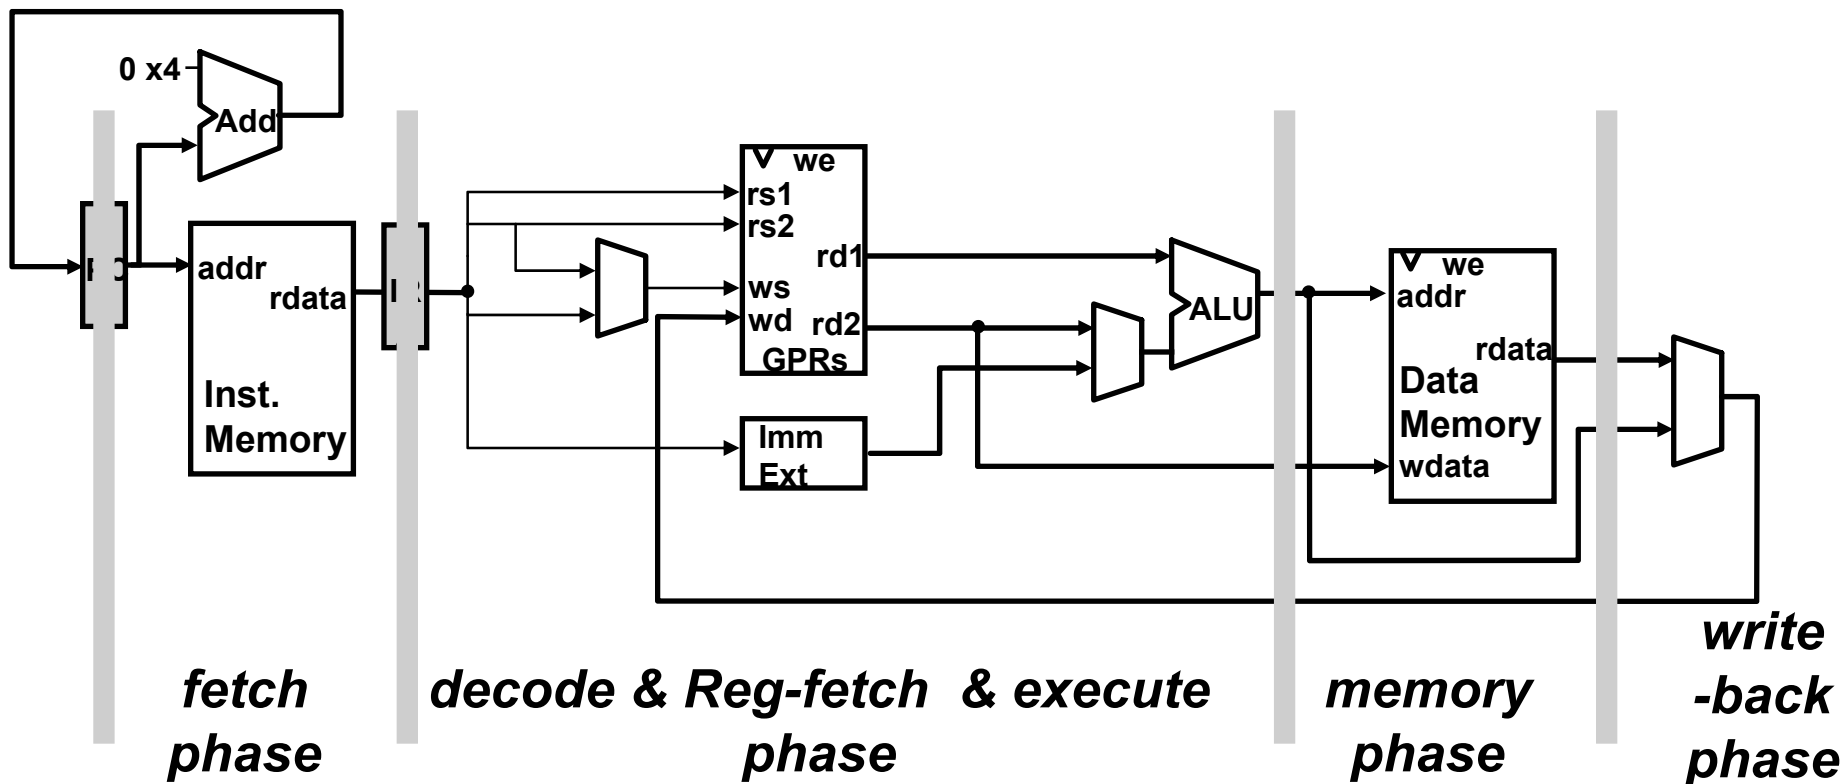 0 x4
Add
we
rs1
rs2
rd1
ws
wd
rd2
GPRs
ALU
we
addr
rdata
Data
Memory
wdata
addr
rdata
Inst.
Memory
Imm
Ext
fetch
phase
decode & Reg-fetch & execute
phase
memory
phase
write
-back
phase